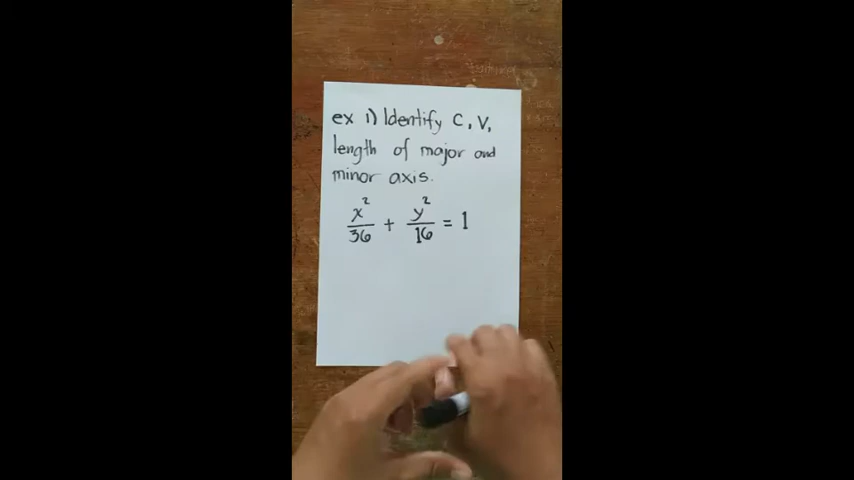 ex 1) Identify C, V,
length of major and
minor axis.
x²/36 + y²/16 = 1